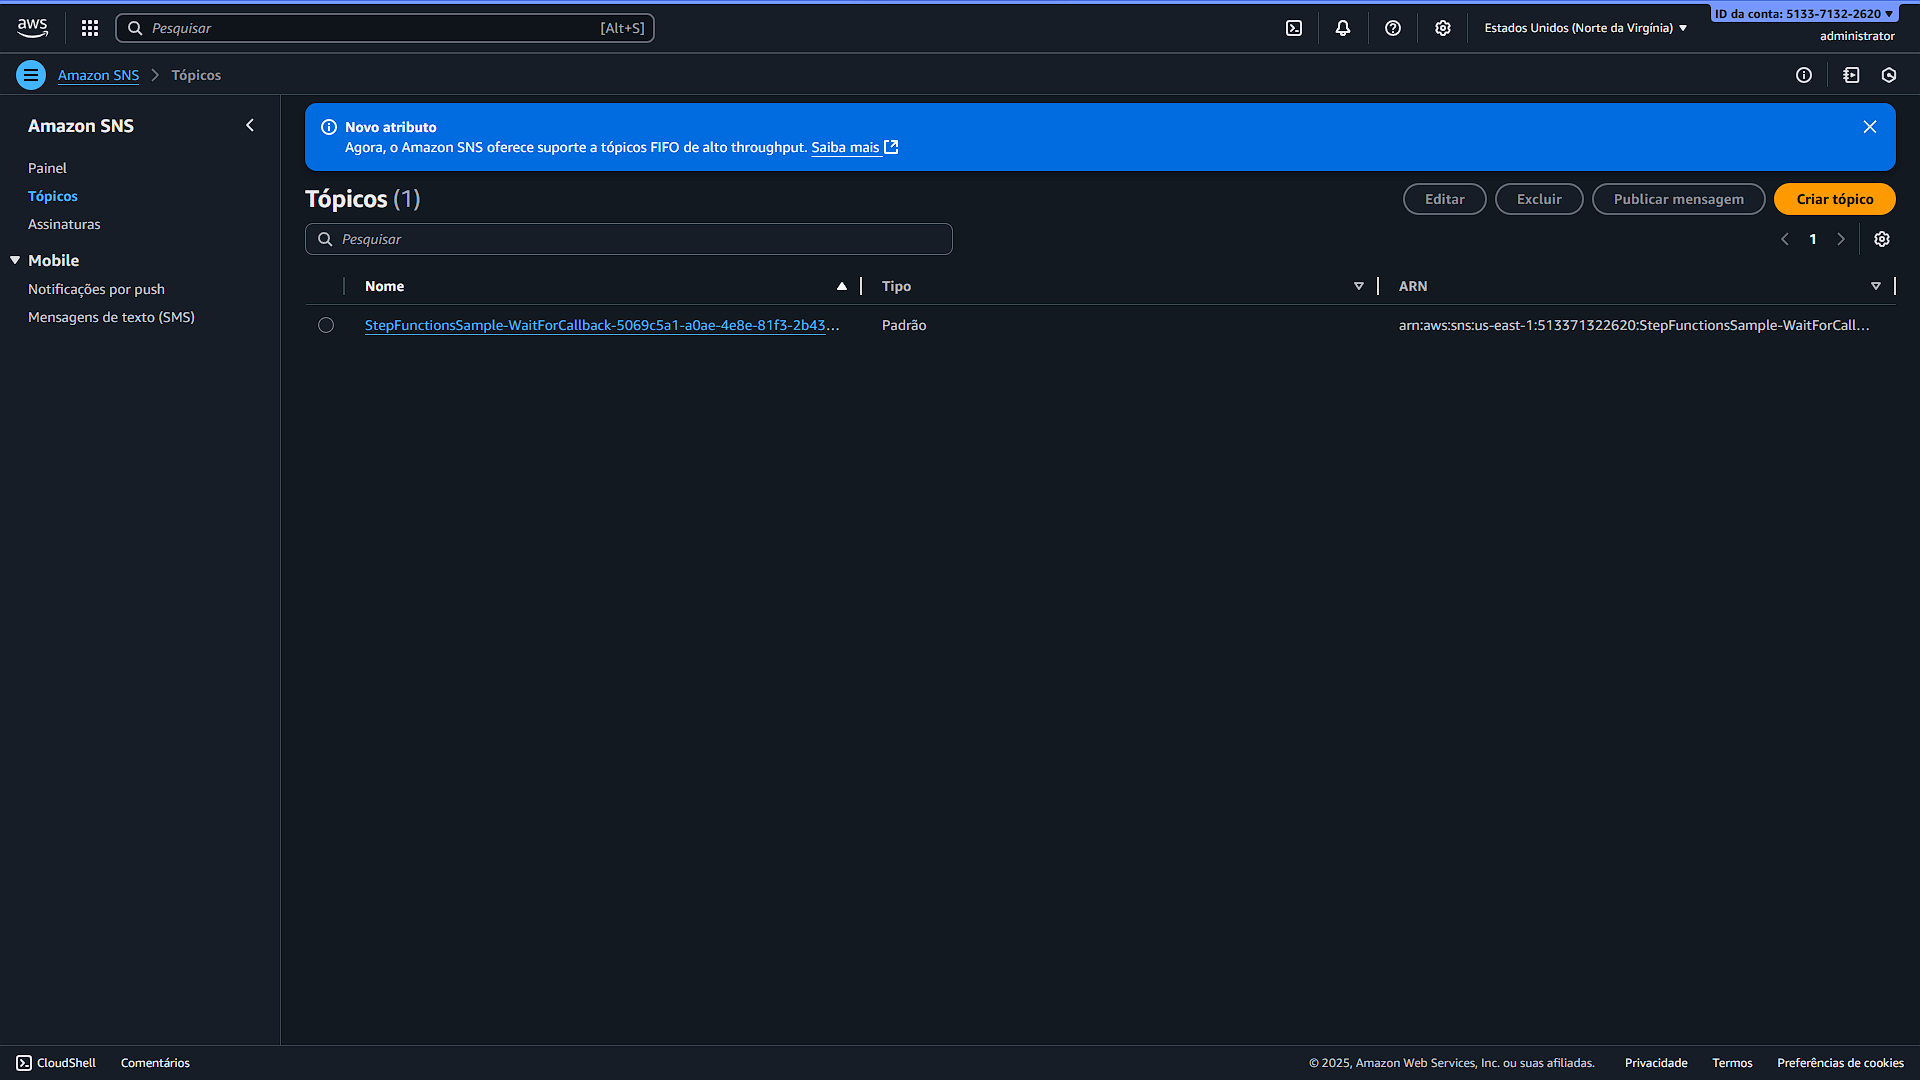 aws
Pesquisar
[Alt+S]
Estados Unidos (Norte da Virgínia)
ID da conta: 5133-7132-2620
administrator
Amazon SNS
Tópicos
Amazon SNS
Painel
Tópicos
Assinaturas
Mobile
Notificações por push
Mensagens de texto (SMS)
Novo atributo
Agora, o Amazon SNS oferece suporte a tópicos FIFO de alto throughput. Saiba mais
Tópicos (1)
Editar
Excluir
Publicar mensagem
Criar tópico
Pesquisar
1
Nome
Tipo
ARN
StepFunctionsSample-WaitForCallback-5069c5a1-a0ae-4e8e-81f3-2b43...
Padrão
arn:aws:sns:us-east-1:513371322620:StepFunctionsSample-WaitForCall...
CloudShell
Comentários
© 2025, Amazon Web Services, Inc. ou suas afiliadas.
Privacidade
Termos
Preferências de cookies